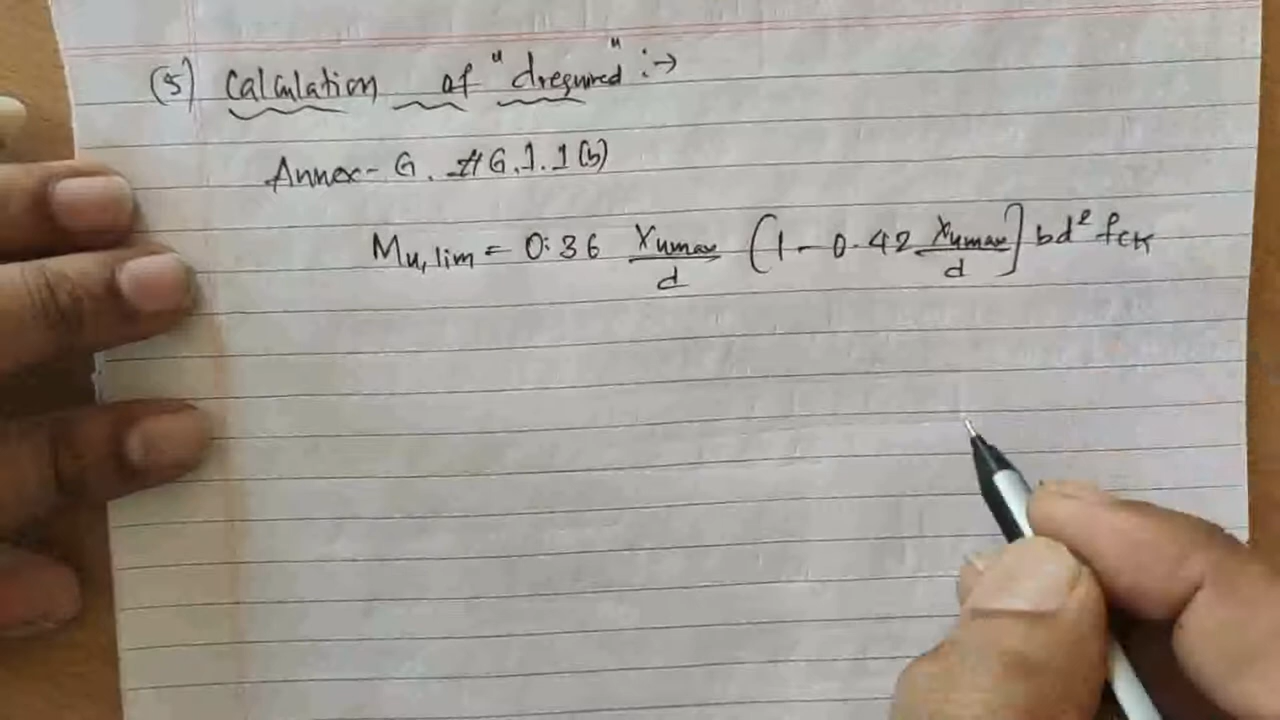 (5) Calculation of "drequired" :→
Annex- G. #G.1.1(b)
Mu,lim = 0.36 Xumax/d (1 - 0.42 Xumax/d] bd² fck